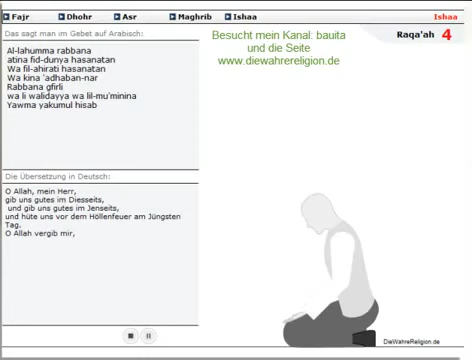 Fajr Dhohr Asr Maghrib Ishaa Ishaa
Das sagt man im Gebet auf Arabisch:
Al-lahumma rabbana
atina fid-dunya hasanatan
Wa fil-ahirati hasanatan
Wa kina 'adhaban-nar
Rabbana gfirli
wa li walidayya wa lil-mu'minina
Yawma yakumul hisab
Besucht mein Kanal: bauita
und die Seite
www.diewahrereligion.de
Raqa'ah 4
Die Übersetzung in Deutsch:
O Allah, mein Herr,
gib uns gutes im Diesseits,
und gib uns gutes im Jenseits,
und hüte uns vor dem Höllenfeuer am Jüngsten
Tag.
O Allah vergib mir,
DieWahreReligion.de